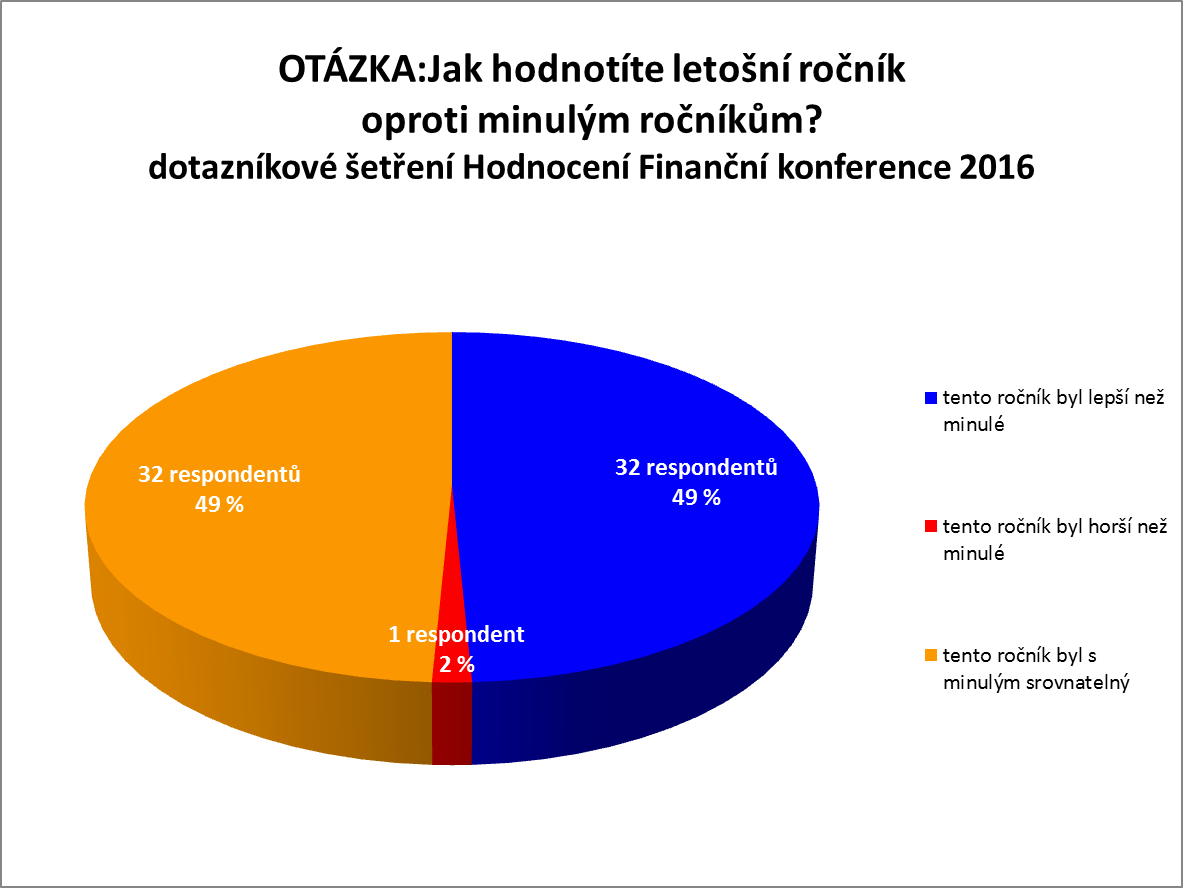 OTÁZKA:Jak hodnotíte letošní ročník
oproti minulým ročníkům?
dotazníkové šetření Hodnocení Finanční konference 2016
32 respondentů
49 %
32 respondentů
49 %
1 respondent
2 %
tento ročník byl lepší než
minulé
tento ročník byl horší než
minulé
tento ročník byl s
minulým srovnatelný